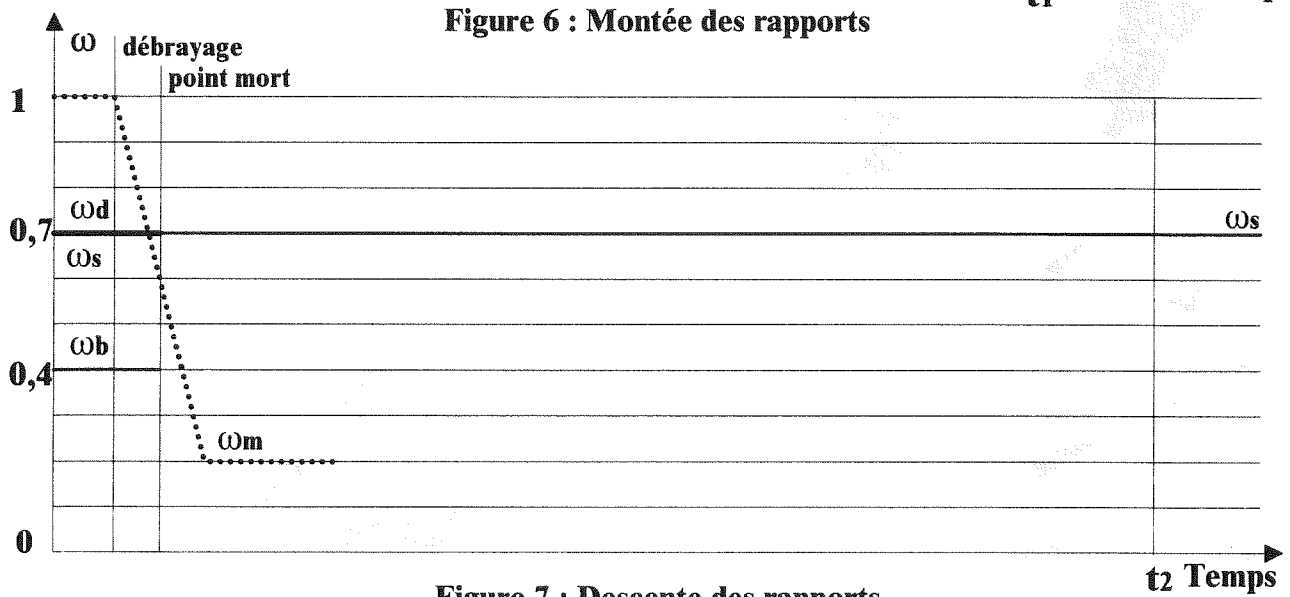 Figure 6 : Montée des rapports
ω
débrayage
point mort
1
ωd
0,7
ωs
ωs
ωb
0,4
ωm
0
t2 Temps
Figure 7 : Descente des rapports